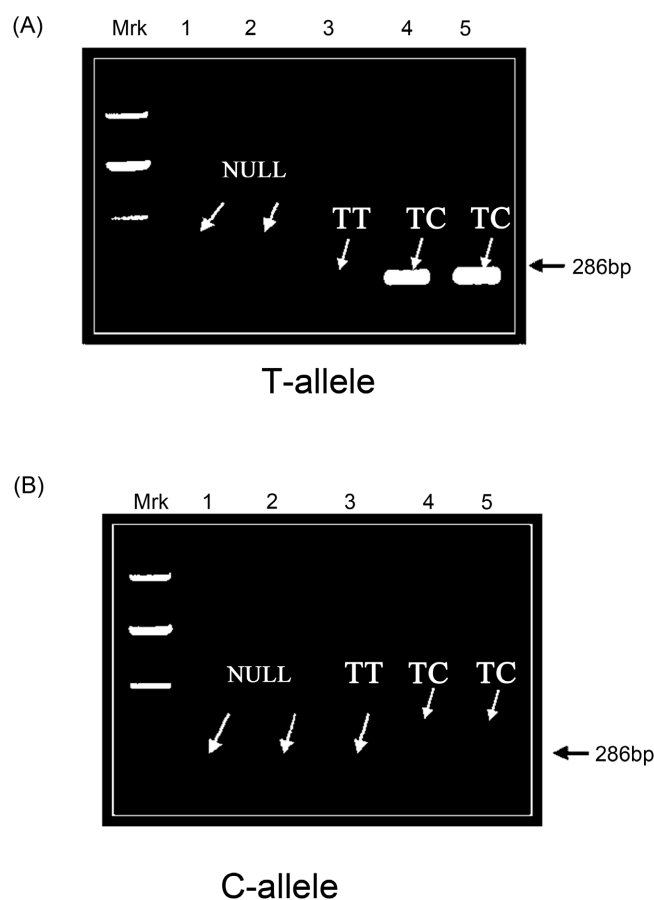 (A)
Mrk 1 2 3 4 5
NULL
TT TC TC
286bp
T-allele
(B)
Mrk 1 2 3 4 5
NULL TT TC TC
286bp
C-allele